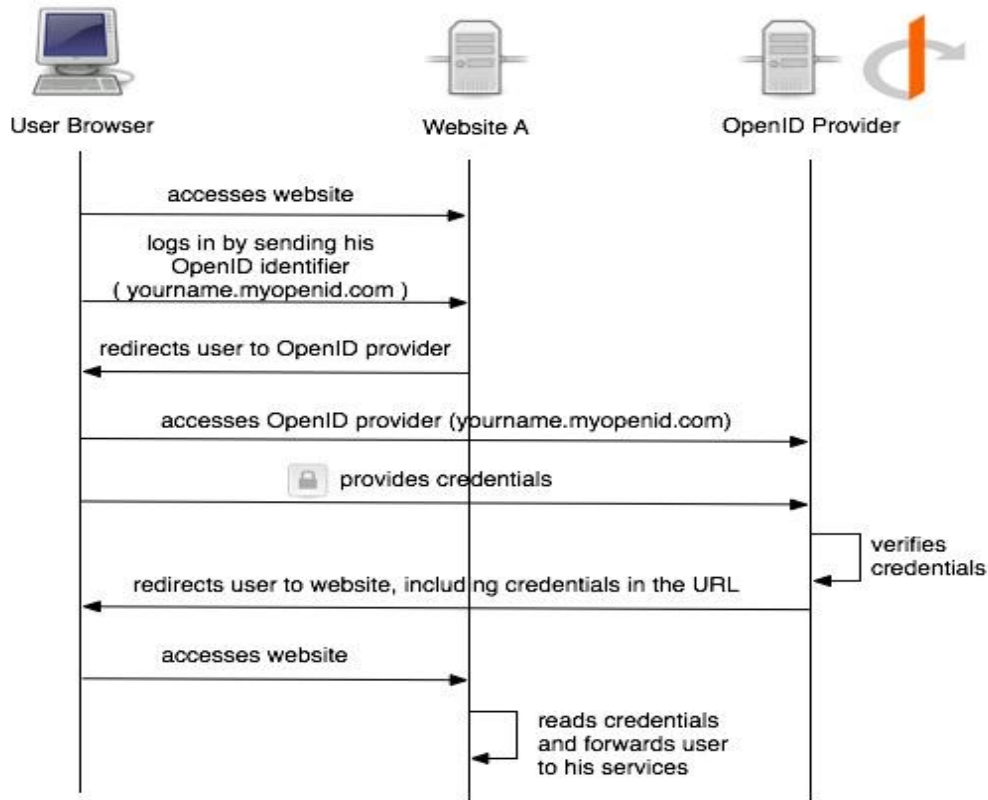 User Browser
Website A
OpenID Provider
accesses website
logs in by sending his
OpenID identifier
( yourname.myopenid.com )
redirects user to OpenID provider
accesses OpenID provider (yourname.myopenid.com)
provides credentials
verifies
credentials
redirects user to website, including credentials in the URL
accesses website
reads credentials
and forwards user
to his services